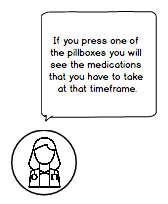 If you press one of
the pillboxes you will
see the medications
that you have to take
at that timeframe.